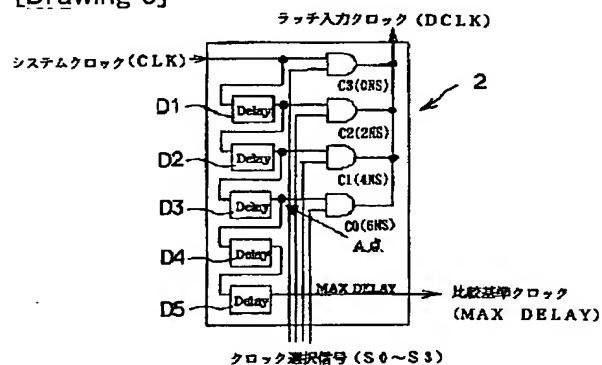 [Drawing 6]
ラッチ入力クロック (DCLK)
システムクロック(CLK)
2
C3(0NS)
D1
Delay
C2(2NS)
D2
Delay
C1(4NS)
D3
Delay
C0(6NS)
A点
D4
Delay
D5
Delay
MAX DELAY
比較基準クロック
(MAX DELAY)
クロック選択信号 (S0～S3)